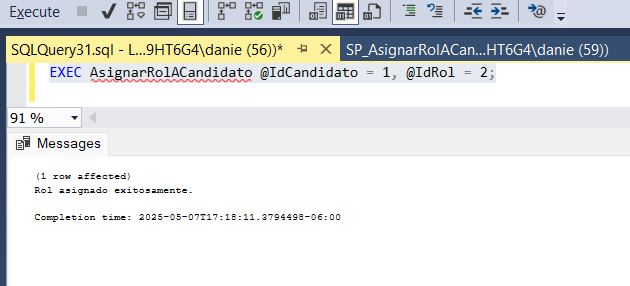 Execute
SQLQuery31.sql - L...9HT6G4\danie (56))*
SP_AsignarRolACan...HT6G4\danie (59))
EXEC AsignarRolACandidato @IdCandidato = 1, @IdRol = 2;
91 %
Messages
(1 row affected)
Rol asignado exitosamente.
Completion time: 2025-05-07T17:18:11.3794498-06:00